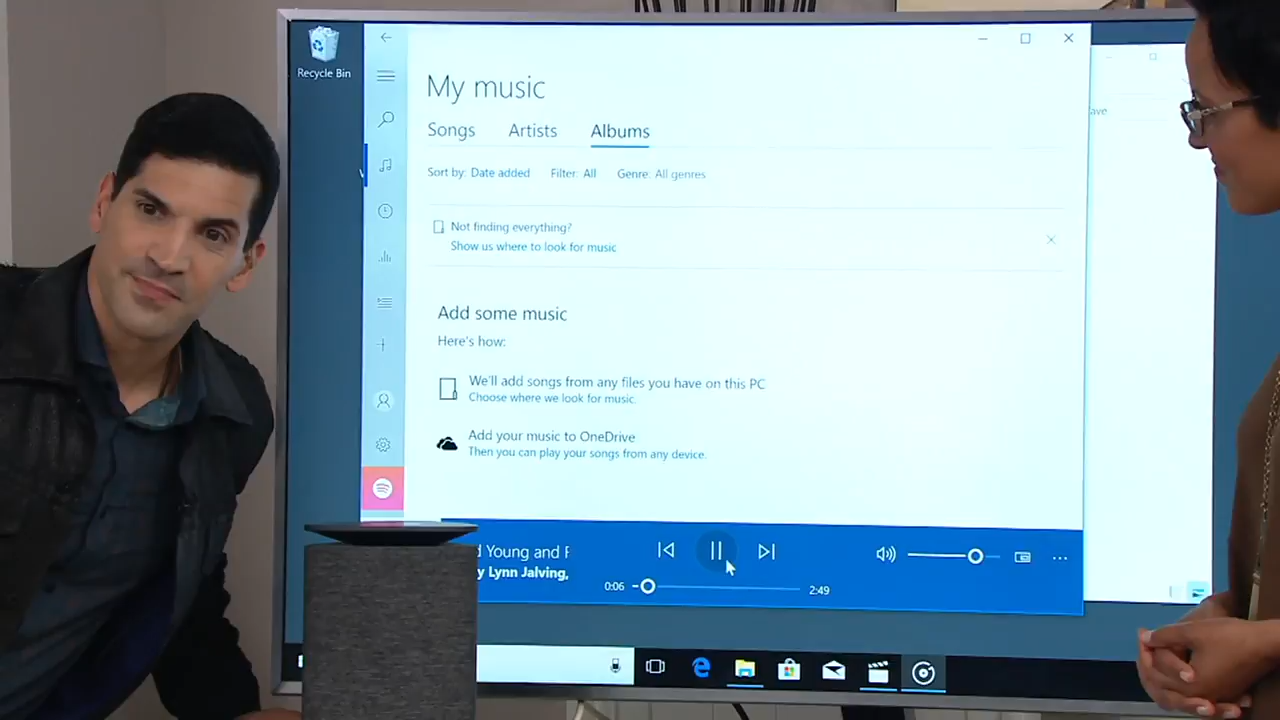 Recycle Bin
My music
Songs Artists Albums
Sort by: Date added Filter: All Genre: All genres
Not finding everything?
Show us where to look for music
Add some music
Here's how:
We'll add songs from any files you have on this PC
Choose where we look for music.
Add your music to OneDrive
Then you can play your songs from any device.
Young and
Lynn Jalving,
0:06 2:49